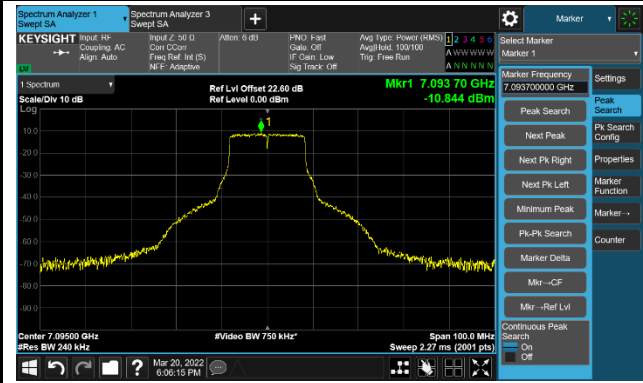 Spectrum Analyzer 1
Swept SA
Spectrum Analyzer 3
Swept SA
Marker
KEYSIGHT
Input: RF
Coupling: AC
Align: Auto
Input Z: 50 Ω
Corr CCorr
Freq Ref: Int (S)
NFE: Adaptive
Atten: 6 dB
PNO: Fast
Gate: Off
IF Gain: Low
Sig Track: Off
Avg Type: Power (RMS)
Avg|Hold: 100/100
Trig: Free Run
1 2 3 4 5 6
A W W W W W
A N N N N N
Select Marker
Marker 1
1 Spectrum
Scale/Div 10 dB
Log
Ref Lvl Offset 22.60 dB
Ref Level 0.00 dBm
Mkr1 7.093 70 GHz
-10.844 dBm
1
-10.0
-20.0
-30.0
-40.0
-50.0
-60.0
-70.0
-80.0
-90.0
Center 7.09500 GHz
#Res BW 240 kHz
#Video BW 750 kHz*
Span 100.0 MHz
Sweep 2.27 ms (2001 pts)
Marker Frequency
7.093700000 GHz
Peak Search
Next Peak
Next Pk Right
Next Pk Left
Minimum Peak
Pk-Pk Search
Marker Delta
Mkr→CF
Mkr→Ref Lvl
Continuous Peak
Search
On
Off
Settings
Peak
Search
Pk Search
Config
Properties
Marker
Function
Marker→
Counter
?
Mar 20, 2022
6:06:15 PM